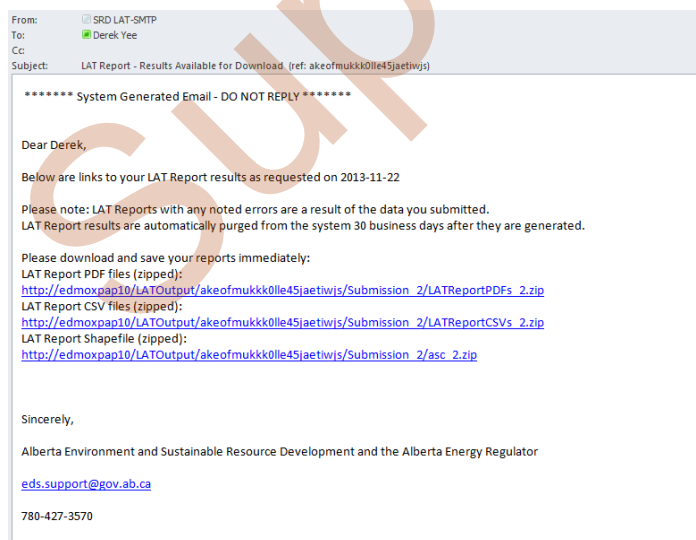 From: SRD LAT-SMTP
To: Derek Yee
Cc:
Subject: LAT Report - Results Available for Download (ref: akeofmukkk0lle45jaetiwjs)
******* System Generated Email - DO NOT REPLY *******
Dear Derek,
Below are links to your LAT Report results as requested on 2013-11-22
Please note: LAT Reports with any noted errors are a result of the data you submitted.
LAT Report results are automatically purged from the system 30 business days after they are generated.
Please download and save your reports immediately:
LAT Report PDF files (zipped):
http://edmoxpap10/LATOutput/akeofmukkk0lle45jaetiwjs/Submission_2/LATReportPDFs_2.zip
LAT Report CSV files (zipped):
http://edmoxpap10/LATOutput/akeofmukkk0lle45jaetiwjs/Submission_2/LATReportCSVs_2.zip
LAT Report Shapefile (zipped):
http://edmoxpap10/LATOutput/akeofmukkk0lle45jaetiwjs/Submission_2/asc_2.zip
Sincerely,
Alberta Environment and Sustainable Resource Development and the Alberta Energy Regulator
eds.support@gov.ab.ca
780-427-3570
Sup